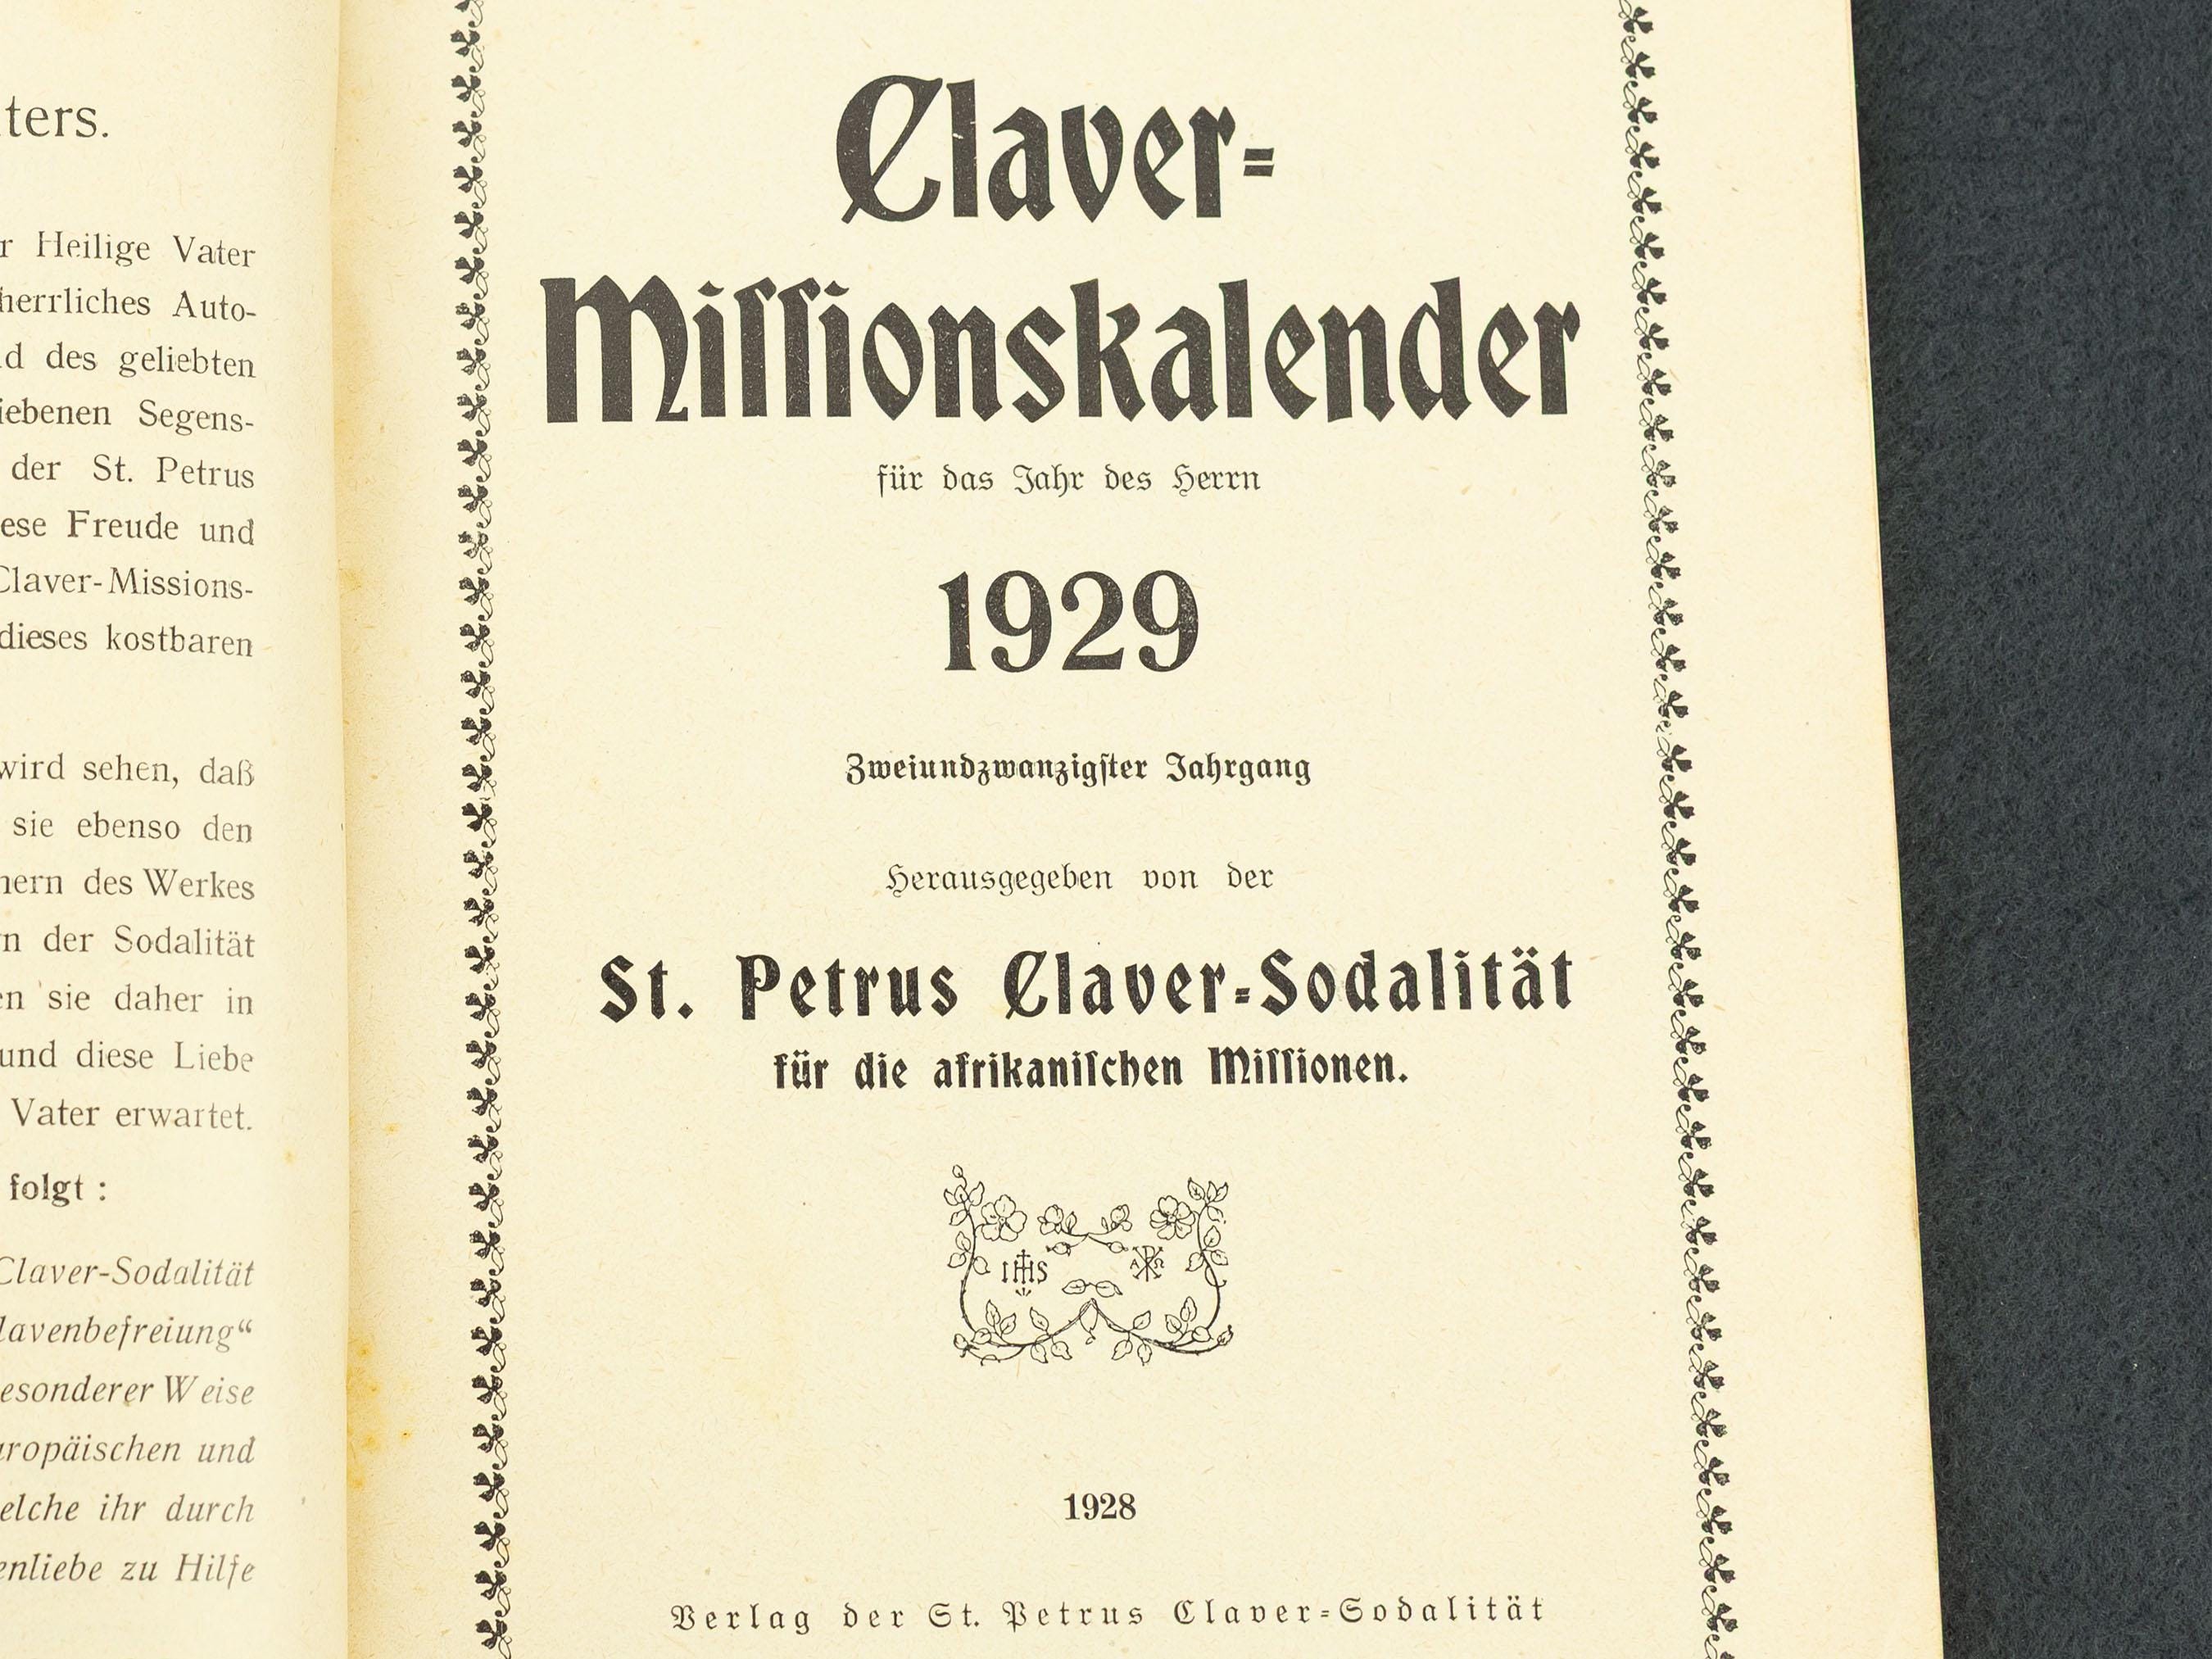 ters.
r Heilige Vater
herrliches Auto-
d des geliebten
iebenen Segens-
der St. Petrus
ese Freude und
Claver-Missions-
dieses kostbaren
wird sehen, daß
sie ebenso den
nern des Werkes
n der Sodalität
en sie daher in
und diese Liebe
Vater erwartet.
folgt :
Claver-Sodalität
lavenbefreiung“
esonderer Weise
uropäischen und
elche ihr durch
enliebe zu Hilfe
Claver=
Miſſionskalender
für das Jahr des Herrn
1929
Zweiundzwanzigſter Jahrgang
Herausgegeben von der
St. Petrus Claver=Sodalität
für die afrikaniſchen Miſſionen.
IHS
1928
Verlag der St. Petrus Claver=Sodalität